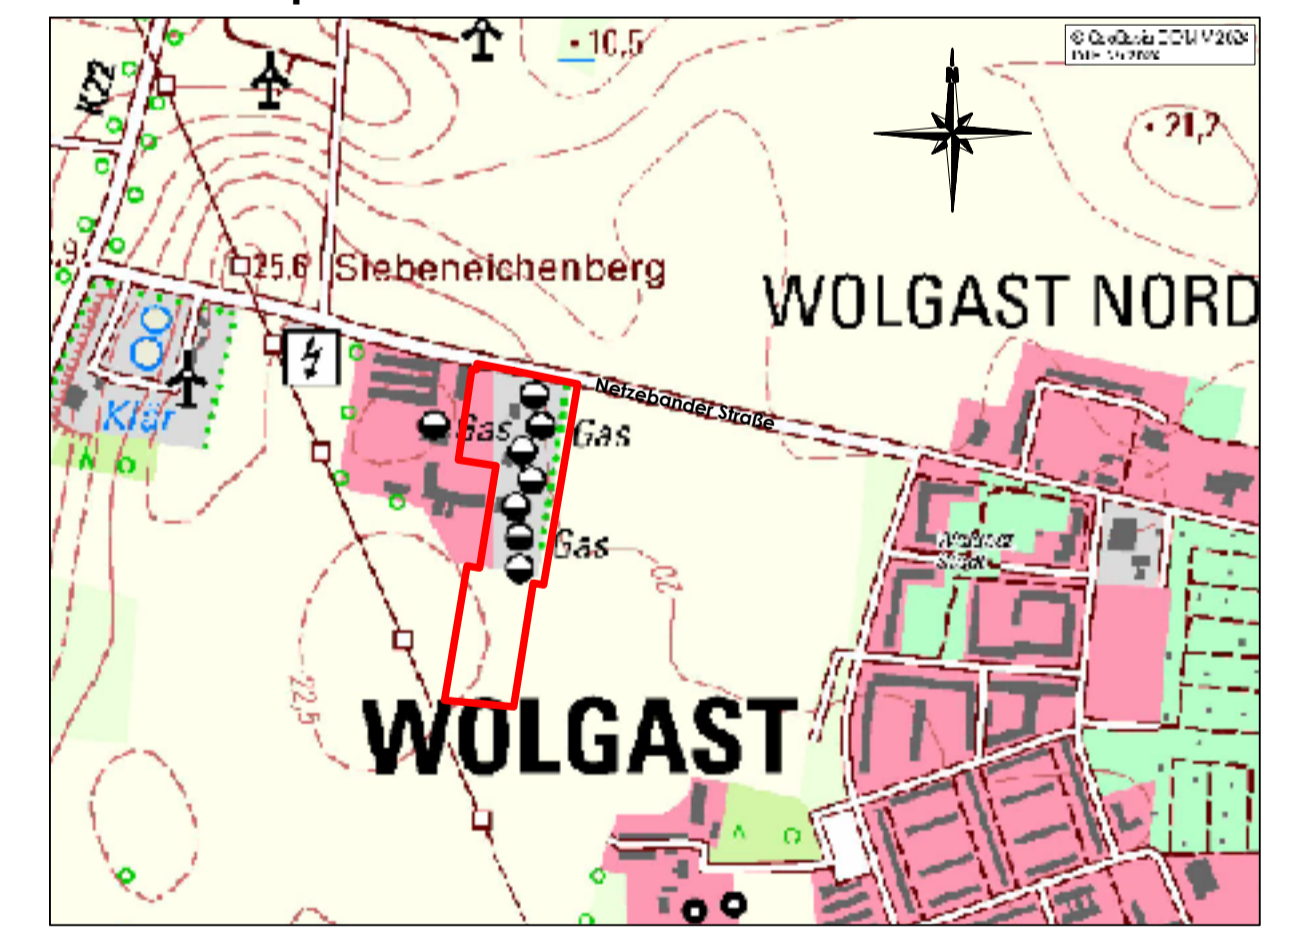 10,5
K22
21,2
.9
25.6
Siebeneichenberg
WOLGAST NORD
Netzebander Straße
Klär
Gas
Gas
Gas
20
22,5
WOLGAST
N